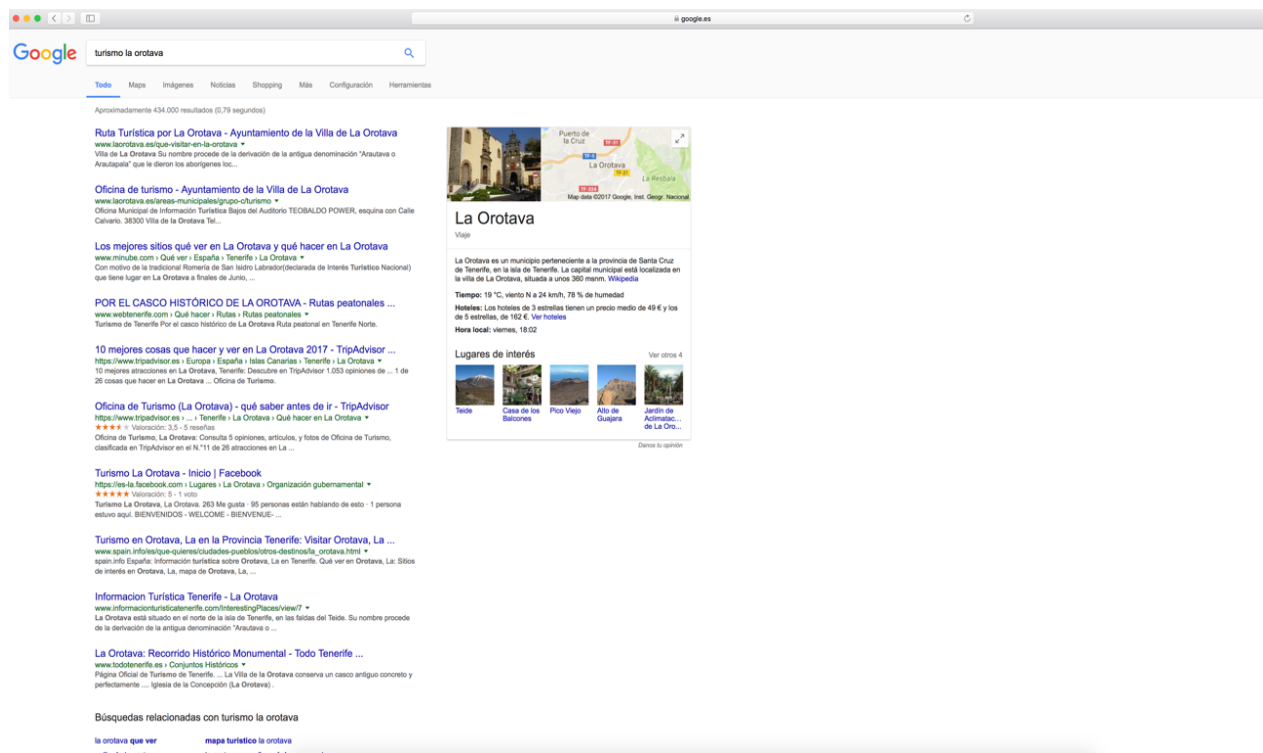 google.es
Google
turismo la orotava
Todo Maps Imágenes Noticias Shopping Más Configuración Herramientas
Aproximadamente 434.000 resultados (0,79 segundos)
Ruta Turística por La Orotava - Ayuntamiento de la Villa de La Orotava
www.laorotava.es/que-visitar-en-la-orotava
Villa de La Orotava Su nombre procede de la derivación de la antigua denominación "Arautava o
Arautapala" que le dieron los aborígenes loc...
Oficina de turismo - Ayuntamiento de la Villa de La Orotava
www.laorotava.es/areas-municipales/grupo-c/turismo
Oficina Municipal de Información Turística Bajos del Auditorio TEOBALDO POWER, esquina con Calle
Calvario. 38300 Villa de la Orotava Tel...
Los mejores sitios qué ver en La Orotava y qué hacer en La Orotava
www.minube.com › Qué ver › España › Tenerife › La Orotava
Con motivo de la tradicional Romería de San Isidro Labrador(declarada de Interés Turístico Nacional)
que tiene lugar en La Orotava a finales de Junio, ...
POR EL CASCO HISTÓRICO DE LA OROTAVA - Rutas peatonales ...
www.webtenerife.com › Qué hacer › Rutas › Rutas peatonales
Turismo de Tenerife Por el casco histórico de La Orotava Ruta peatonal en Tenerife Norte.
10 mejores cosas que hacer y ver en La Orotava 2017 - TripAdvisor ...
https://www.tripadvisor.es › Europa › España › Islas Canarias › Tenerife › La Orotava
10 mejores atracciones en La Orotava, Tenerife: Descubre en TripAdvisor 1.053 opiniones de ... 1 de
26 cosas que hacer en La Orotava ... Oficina de Turismo.
Oficina de Turismo (La Orotava) - qué saber antes de ir - TripAdvisor
https://www.tripadvisor.es › ... › Tenerife › La Orotava › Qué hacer en La Orotava
Valoración: 3,5 - 5 reseñas
Oficina de Turismo, La Orotava: Consulta 5 opiniones, artículos, y fotos de Oficina de Turismo,
clasificada en TripAdvisor en el N.°11 de 26 atracciones en La ...
Turismo La Orotava - Inicio | Facebook
https://es-la.facebook.com › Lugares › La Orotava › Organización gubernamental
Valoración: 5 - 1 voto
Turismo La Orotava, La Orotava. 263 Me gusta · 95 personas están hablando de esto · 1 persona
estuvo aquí. BIENVENIDOS - WELCOME - BIENVENUE- ...
Turismo en Orotava, La en la Provincia Tenerife: Visitar Orotava, La ...
www.spain.info/es/que-quieres/ciudades-pueblos/otros-destinos/la_orotava.html
spain.info España: Información turística sobre Orotava, La en Tenerife. Qué ver en Orotava, La: Sitios
de interés en Orotava, La, mapa de Orotava, La, ...
Informacion Turística Tenerife - La Orotava
www.informacionturisticatenerife.com/InterestingPlaces/view/7
La Orotava está situado en el norte de la isla de Tenerife, en las faldas del Teide. Su nombre procede
de la derivación de la antigua denominación "Arautava o ...
La Orotava: Recorrido Histórico Monumental - Todo Tenerife ...
www.todotenerife.es › Conjuntos Históricos
Página Oficial de Turismo de Tenerife. ... La Villa de la Orotava conserva un casco antiguo concreto y
perfectamente .... Iglesia de la Concepción (La Orotava) .
Búsquedas relacionadas con turismo la orotava
la orotava que ver mapa turístico la orotava
Puerto de
la Cruz
TF-31
TF-5
La Orotava
TF-21
La Resbala
TF-324
Map data ©2017 Google, Inst. Geogr. Nacional
La Orotava
Viaje
La Orotava es un municipio perteneciente a la provincia de Santa Cruz
de Tenerife, en la isla de Tenerife. La capital municipal está localizada en
la villa de La Orotava, situada a unos 360 msnm. Wikipedia
Tiempo: 19 °C, viento N a 24 km/h, 78 % de humedad
Hoteles: Los hoteles de 3 estrellas tienen un precio medio de 49 € y los
de 5 estrellas, de 162 €. Ver hoteles
Hora local: viernes, 18:02
Lugares de interés Ver otros 4
Teide
Casa de los
Balcones
Pico Viejo
Alto de
Guajara
Jardín de
Aclimatac...
de La Oro...
Danos tu opinión